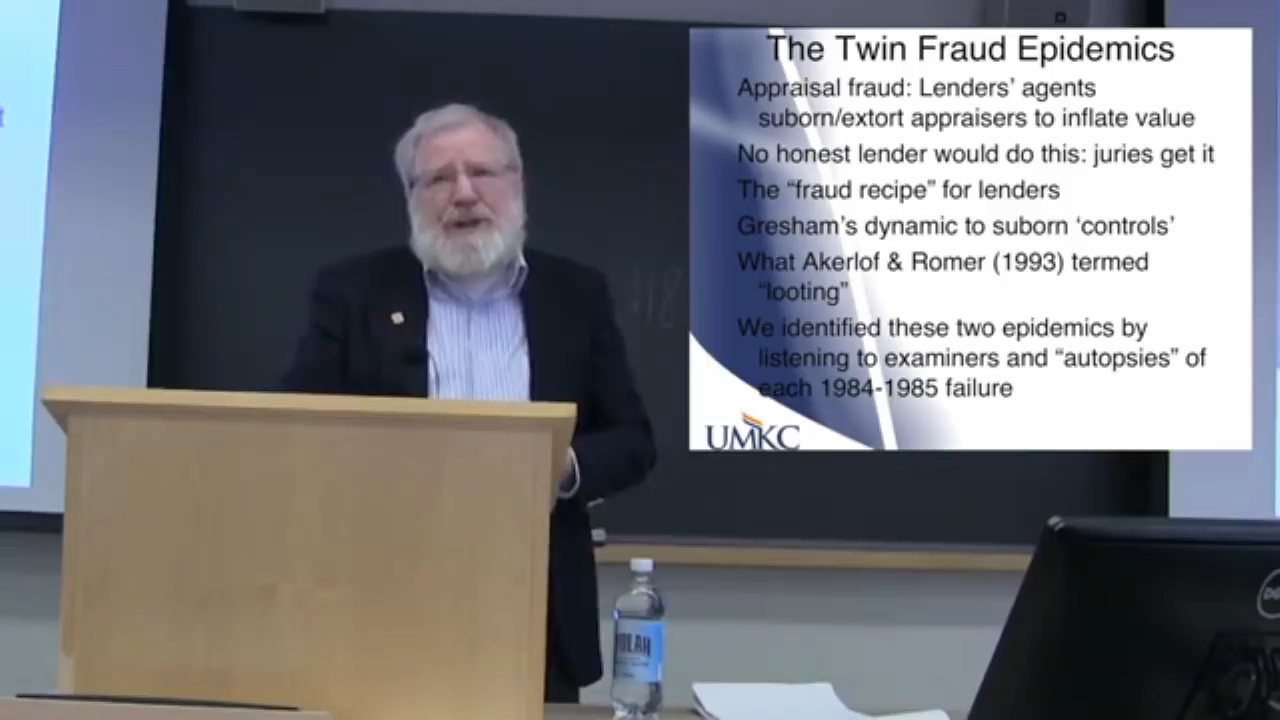 The Twin Fraud Epidemics
Appraisal fraud: Lenders’ agents
suborn/extort appraisers to inflate value
No honest lender would do this: juries get it
The “fraud recipe” for lenders
Gresham’s dynamic to suborn ‘controls’
What Akerlof & Romer (1993) termed
“looting”
We identified these two epidemics by
listening to examiners and “autopsies” of
each 1984-1985 failure
UMKC